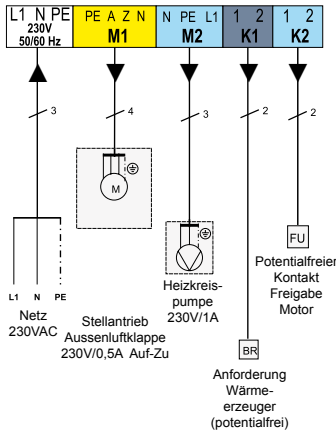 L1 N PE PE A Z N N PE L1 1 2 1 2
230V
50/60 Hz M1 M2 K1 K2
3 4 3 2 2
M
FU
BR
L1 N PE
Netz
230VAC
Stellantrieb
Aussenluftklappe
230V/0,5A Auf-Zu
Heizkreis-
pumpe
230V/1A
Potentialfreier
Kontakt
Freigabe
Motor
Anforderung
Wärme-
erzeuger
(potentialfrei)